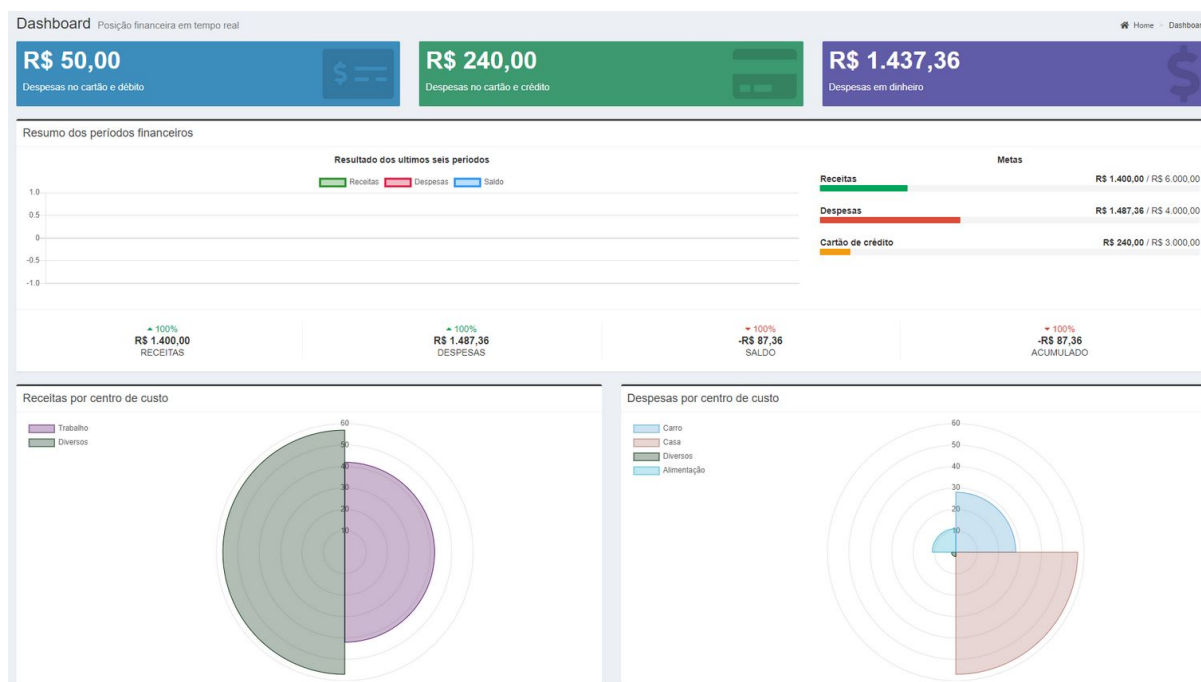 Dashboard Posição financeira em tempo real
Home > Dashboar
R$ 50,00
Despesas no cartão e débito
R$ 240,00
Despesas no cartão e crédito
R$ 1.437,36
Despesas em dinheiro
Resumo dos períodos financeiros
Resultado dos ultimos seis períodos
Receitas Despesas Saldo
1.0
0.5
0
-0.5
-1.0
Metas
Receitas R$ 1.400,00 / R$ 6.000,00
Despesas R$ 1.487,36 / R$ 4.000,00
Cartão de crédito R$ 240,00 / R$ 3.000,00
100%
R$ 1.400,00
RECEITAS
100%
R$ 1.487,36
DESPESAS
100%
-R$ 87,36
SALDO
100%
-R$ 87,36
ACUMULADO
Receitas por centro de custo
Trabalho
Diversos
60
50
40
30
20
10
Despesas por centro de custo
Carro
Casa
Diversos
Alimentação
60
50
40
30
20
10